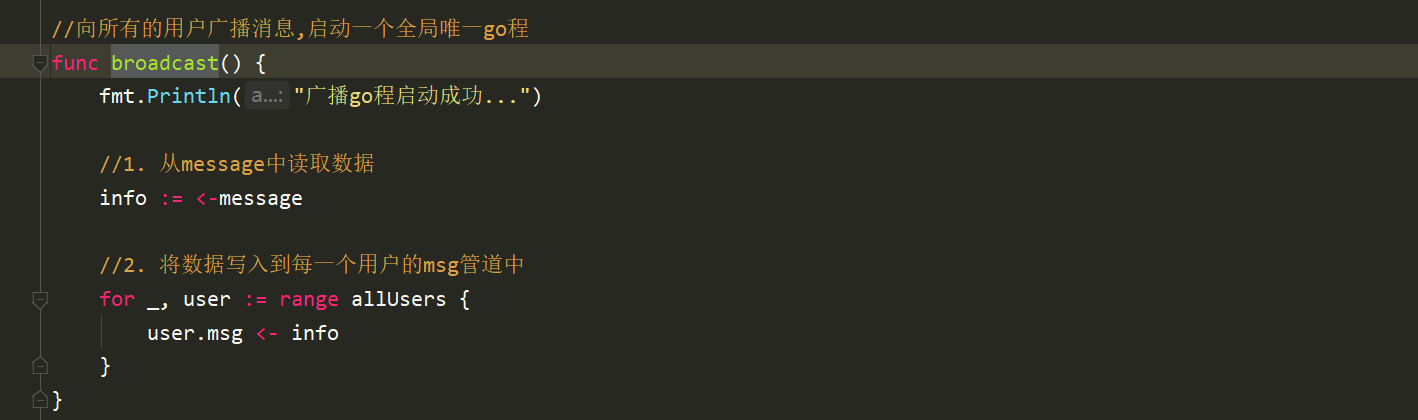 //向所有的用户广播消息,启动一个全局唯一go程
func broadcast() {
    fmt.Println( a...: "广播go程启动成功...")

    //1. 从message中读取数据
    info := <-message

    //2. 将数据写入到每一个用户的msg管道中
    for _, user := range allUsers {
        user.msg <- info
    }
}